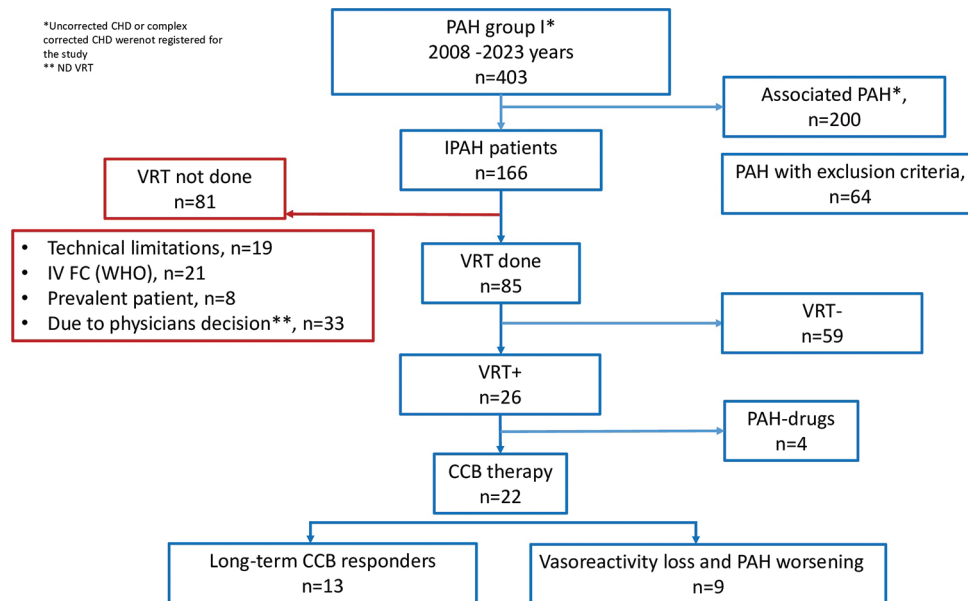 *Uncorrected CHD or complex
corrected CHD werenot registered for
the study
** ND VRT
PAH group I*
2008 -2023 years
n=403
Associated PAH*,
n=200
IPAH patients
n=166
PAH with exclusion criteria,
n=64
VRT not done
n=81
• Technical limitations, n=19
• IV FC (WHO), n=21
• Prevalent patient, n=8
• Due to physicians decision**, n=33
VRT done
n=85
VRT-
n=59
VRT+
n=26
PAH-drugs
n=4
CCB therapy
n=22
Long-term CCB responders
n=13
Vasoreactivity loss and PAH worsening
n=9